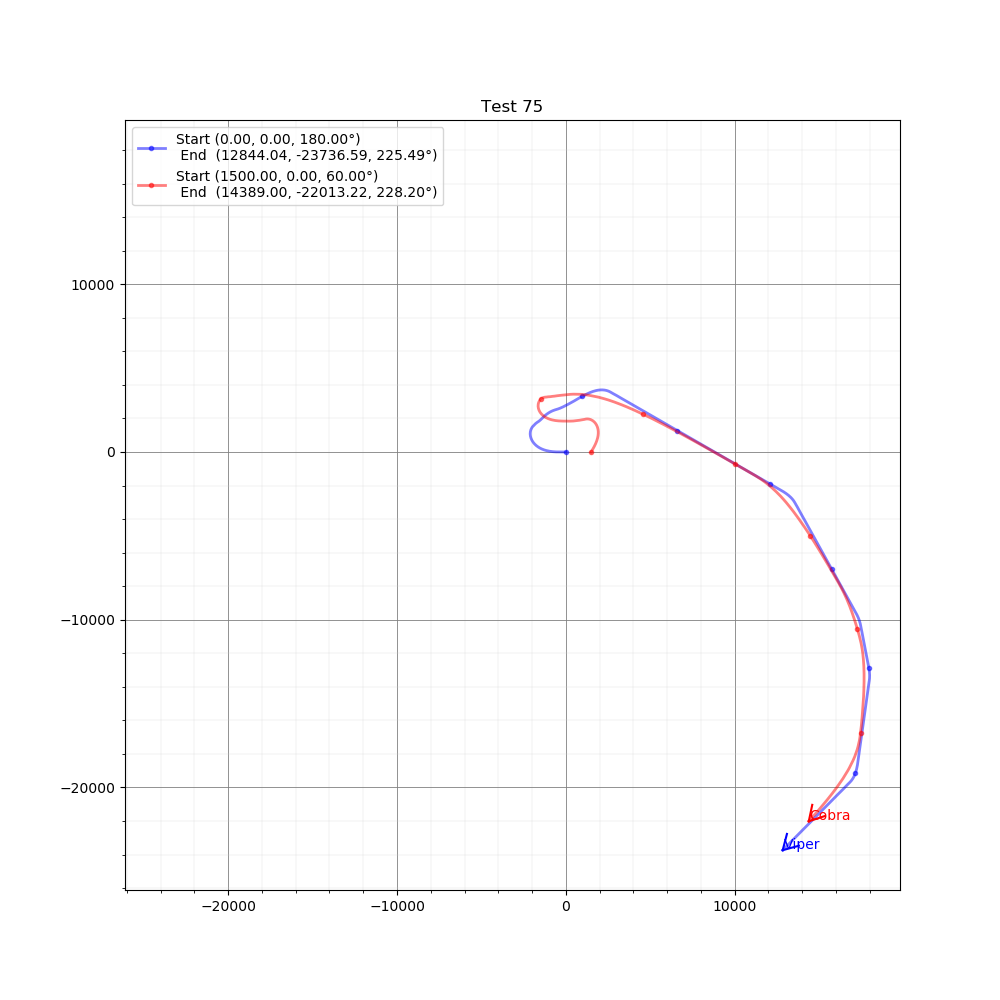 Test 75
Start (0.00, 0.00, 180.00°)
End  (12844.04, -23736.59, 225.49°)
Start (1500.00, 0.00, 60.00°)
End  (14389.00, -22013.22, 228.20°)
10000
0
−10000
−20000
Cobra
Viper
−20000
−10000
0
10000